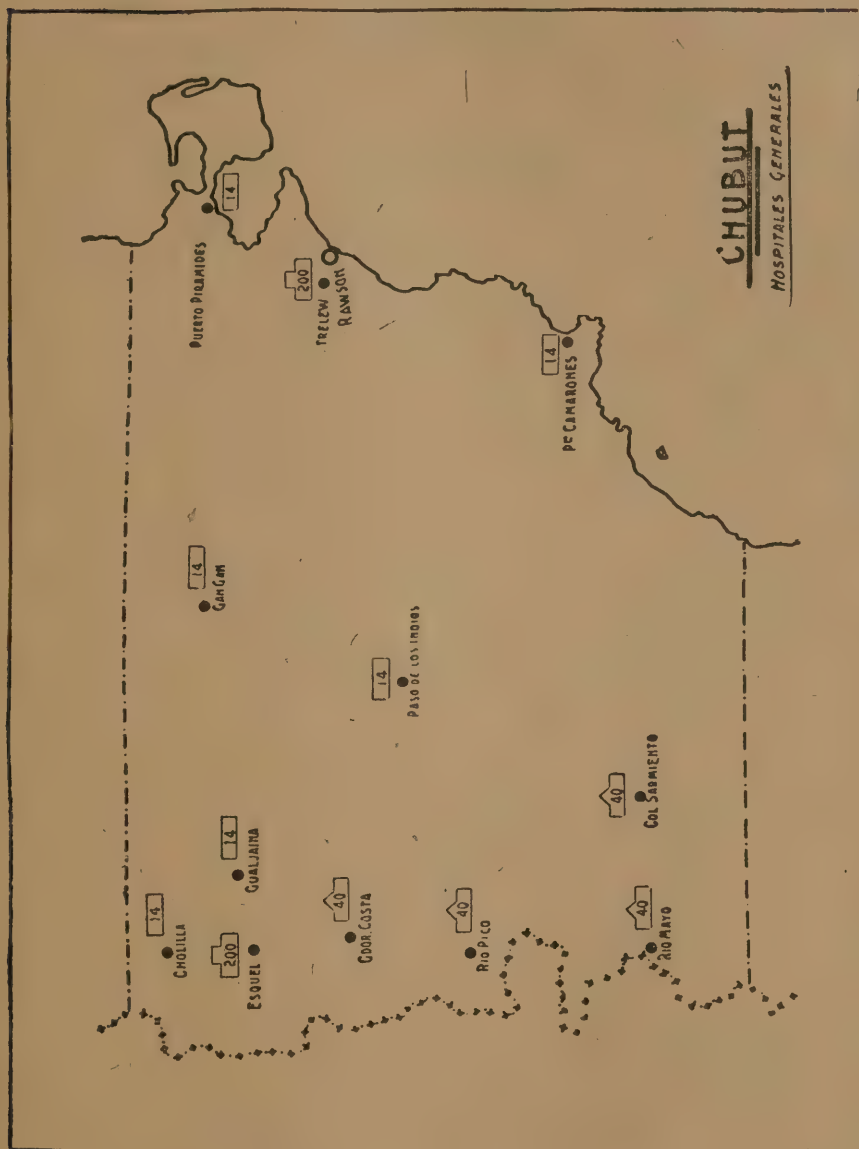 CHUBUT
HOSPITALES GENERALES
14
PUERTO PIRAMIDES
200
TRELEW
RAWSON
14
Pto CAMARONES
14
GAN GAN
14
PASO DE LOS INDIOS
14
CHOLILLA
14
GUALJAINA
200
ESQUEL
40
GDOR. COSTA
40
RIO PICO
40
COL SARMIENTO
40
RIO MAYO